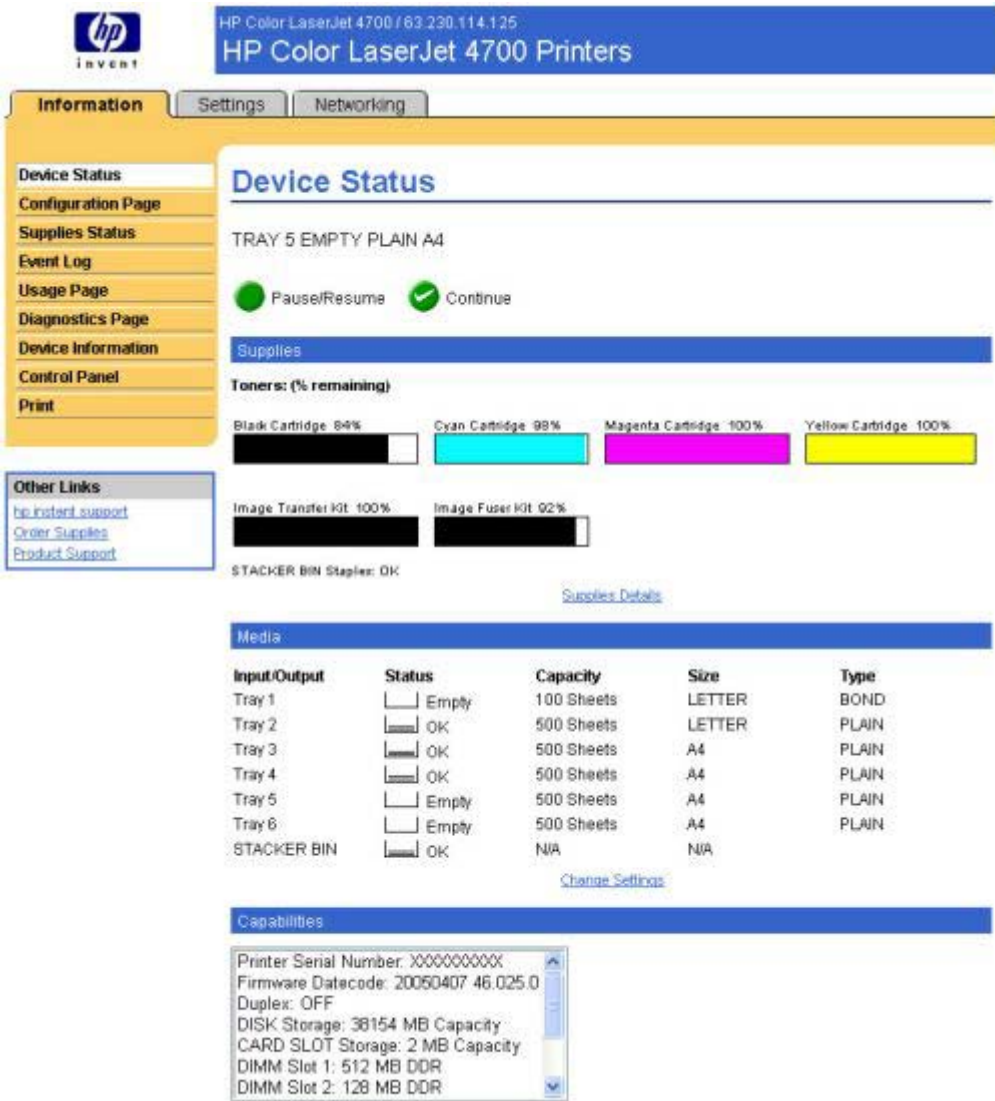 hp
invent
HP Color LaserJet 4700 / 63.230.114.125
HP Color LaserJet 4700 Printers
Information Settings Networking
Device Status
Configuration Page
Supplies Status
Event Log
Usage Page
Diagnostics Page
Device Information
Control Panel
Print
Other Links
hp instant support
Order Supplies
Product Support
Device Status
TRAY 5 EMPTY PLAIN A4
Pause/Resume Continue
Supplies
Toners: (% remaining)
Black Cartridge 84% Cyan Cartridge 98% Magenta Cartridge 100% Yellow Cartridge 100%
Image Transfer Kit 100% Image Fuser Kit 92%
STACKER BIN Stapler: OK
Supplies Details
Media
Input/Output Status Capacity Size Type
Tray 1 Empty 100 Sheets LETTER BOND
Tray 2 OK 500 Sheets LETTER PLAIN
Tray 3 OK 500 Sheets A4 PLAIN
Tray 4 OK 500 Sheets A4 PLAIN
Tray 5 Empty 500 Sheets A4 PLAIN
Tray 6 Empty 500 Sheets A4 PLAIN
STACKER BIN OK N/A N/A
Change Settings
Capabilities
Printer Serial Number: XXXXXXXXXX
Firmware Datecode: 20050407 46.025.0
Duplex: OFF
DISK Storage: 38154 MB Capacity
CARD SLOT Storage: 2 MB Capacity
DIMM Slot 1: 512 MB DDR
DIMM Slot 2: 128 MB DDR